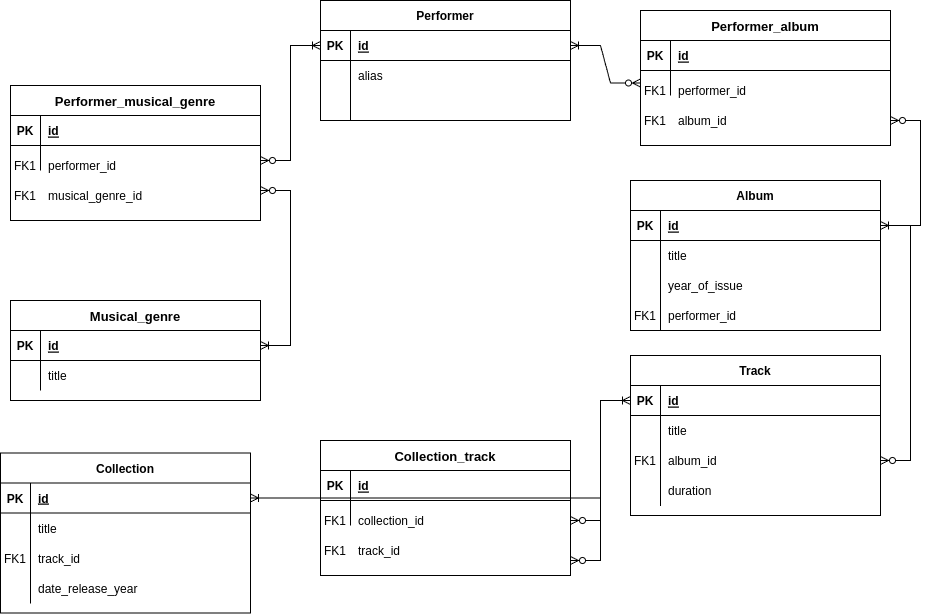 Performer
PK id
alias
Performer_album
PK id
FK1 performer_id
FK1 album_id
Performer_musical_genre
PK id
FK1 performer_id
FK1 musical_genre_id
Album
PK id
title
year_of_issue
FK1 performer_id
Musical_genre
PK id
title
Track
PK id
title
FK1 album_id
duration
Collection_track
PK id
FK1 collection_id
FK1 track_id
Collection
PK id
title
FK1 track_id
date_release_year